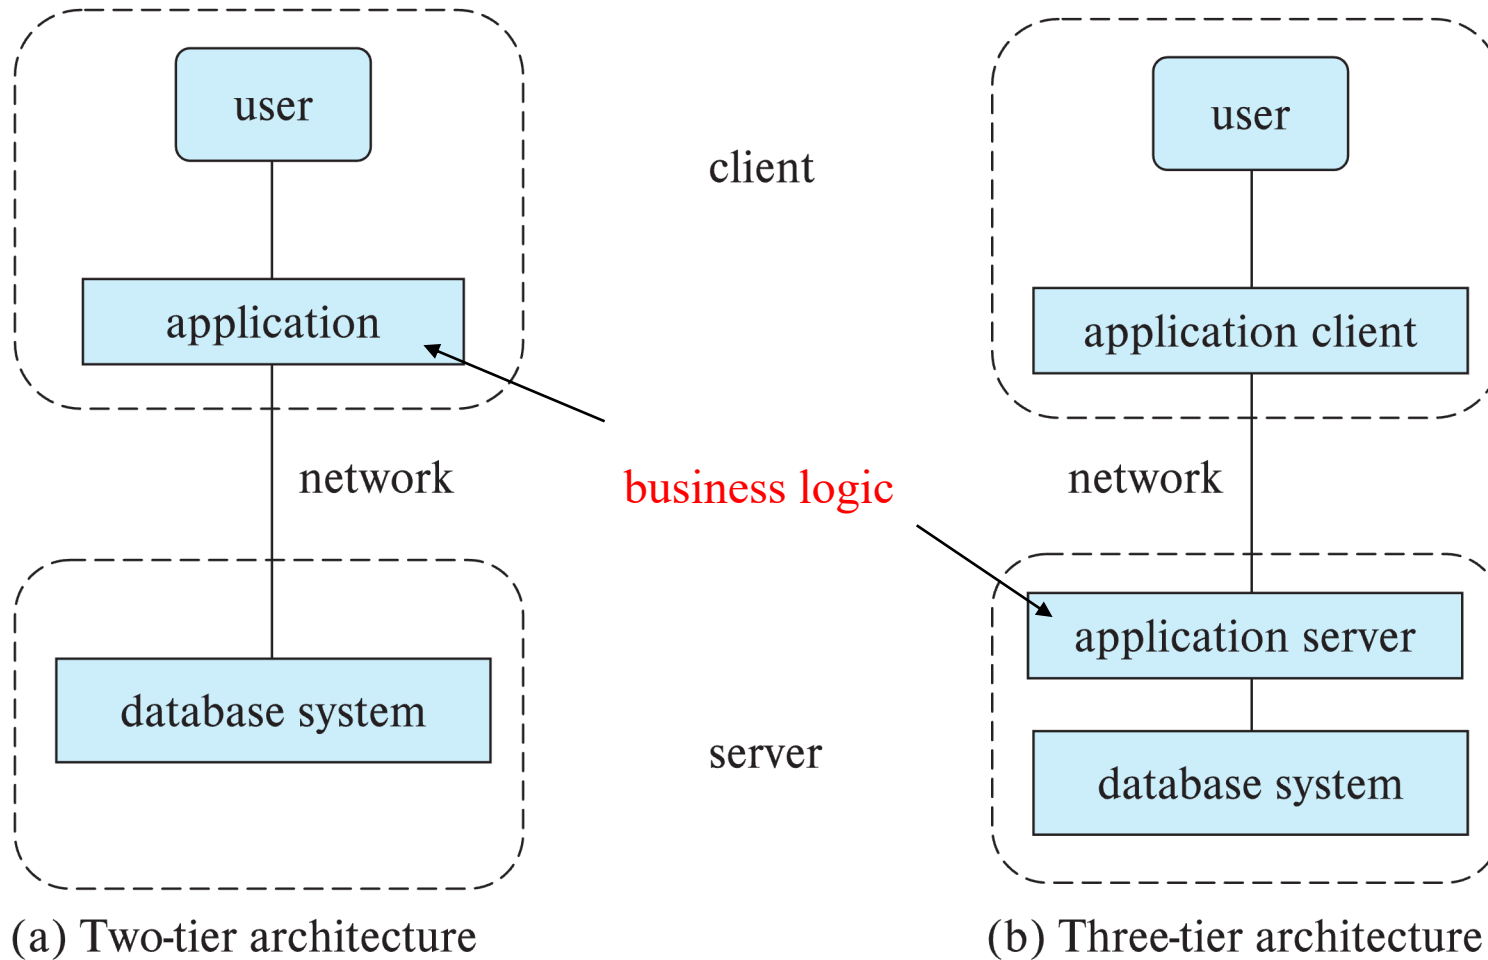 user
application
network
database system
(a) Two-tier architecture
client
business logic
server
user
application client
network
application server
database system
(b) Three-tier architecture